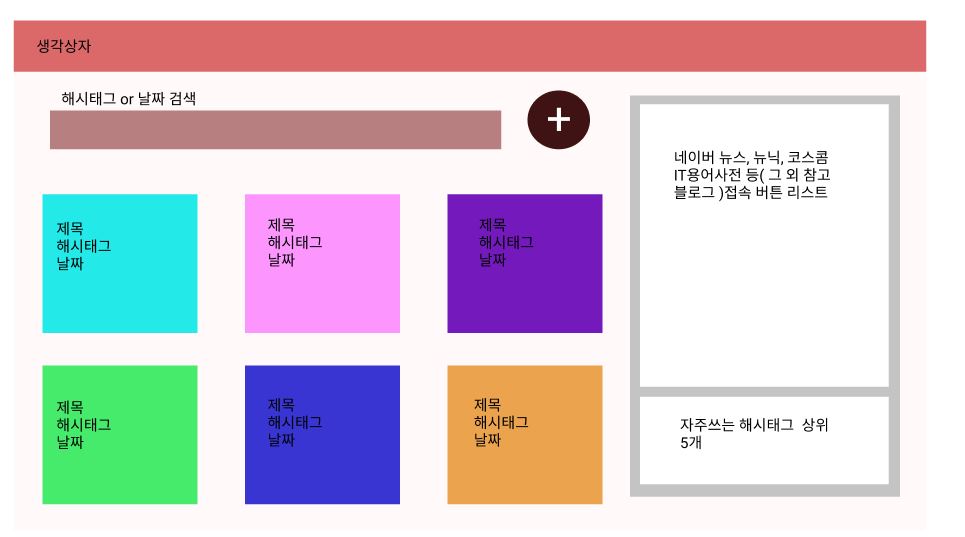 생각상자
해시태그 or 날짜 검색
+
네이버 뉴스, 뉴닉, 코스콤
IT용어사전 등( 그 외 참고
블로그 )접속 버튼 리스트
제목
해시태그
날짜
제목
해시태그
날짜
제목
해시태그
날짜
제목
해시태그
날짜
제목
해시태그
날짜
제목
해시태그
날짜
자주쓰는 해시태그  상위
5개